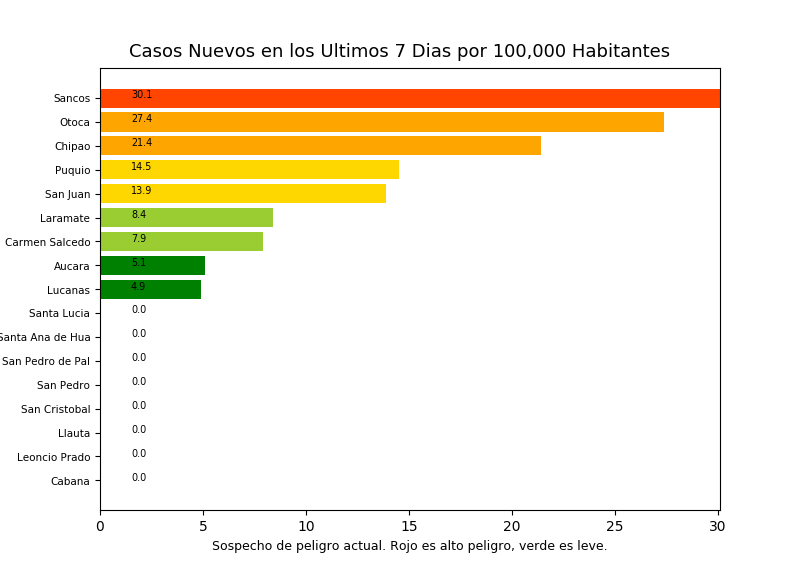 Casos Nuevos en los Ultimos 7 Dias por 100,000 Habitantes
Sancos 30.1
Otoca 27.4
Chipao 21.4
Puquio 14.5
San Juan 13.9
Laramate 8.4
Carmen Salcedo 7.9
Aucara 5.1
Lucanas 4.9
Santa Lucia 0.0
Santa Ana de Hua 0.0
San Pedro de Pal 0.0
San Pedro 0.0
San Cristobal 0.0
Llauta 0.0
Leoncio Prado 0.0
Cabana 0.0
0 5 10 15 20 25 30
Sospecho de peligro actual. Rojo es alto peligro, verde es leve.